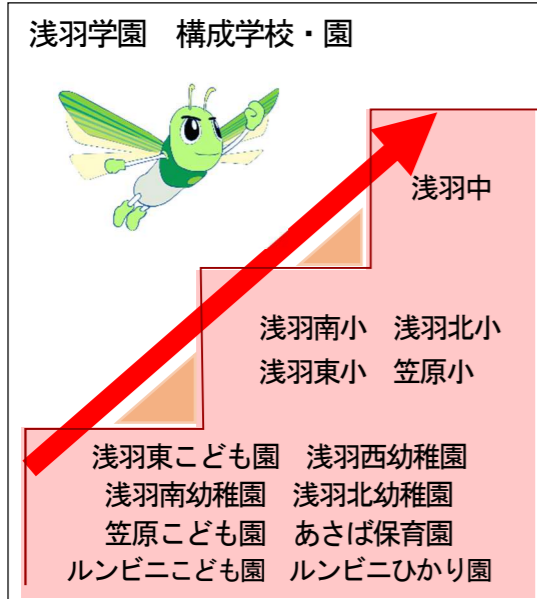 浅羽学園　構成学校・園
浅羽中
浅羽南小　浅羽北小
浅羽東小　笠原小
浅羽東こども園　浅羽西幼稚園
浅羽南幼稚園　浅羽北幼稚園
笠原こども園　あさば保育園
ルンビニこども園　ルンビニひかり園